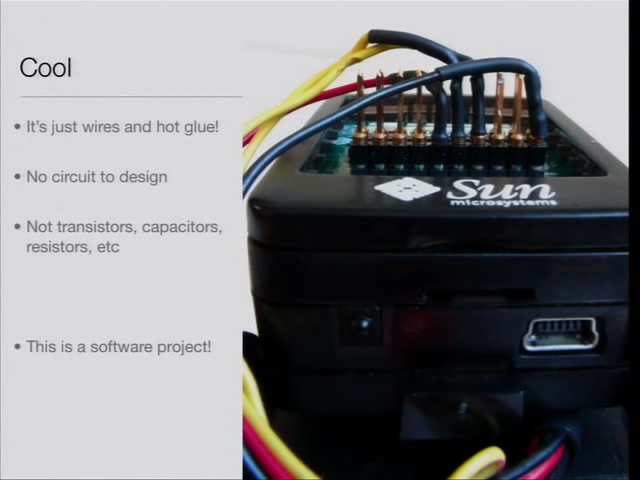 Cool
• It's just wires and hot glue!
• No circuit to design
• Not transistors, capacitors,
resistors, etc
• This is a software project!
Sun
microsystems